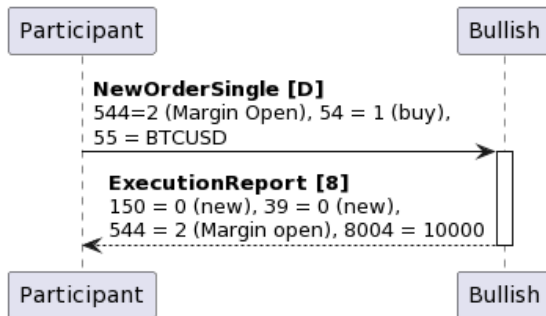 Participant
Bullish
NewOrderSingle [D]
544=2 (Margin Open), 54 = 1 (buy),
55 = BTCUSD
ExecutionReport [8]
150 = 0 (new), 39 = 0 (new),
544 = 2 (Margin open), 8004 = 10000
Participant
Bullish